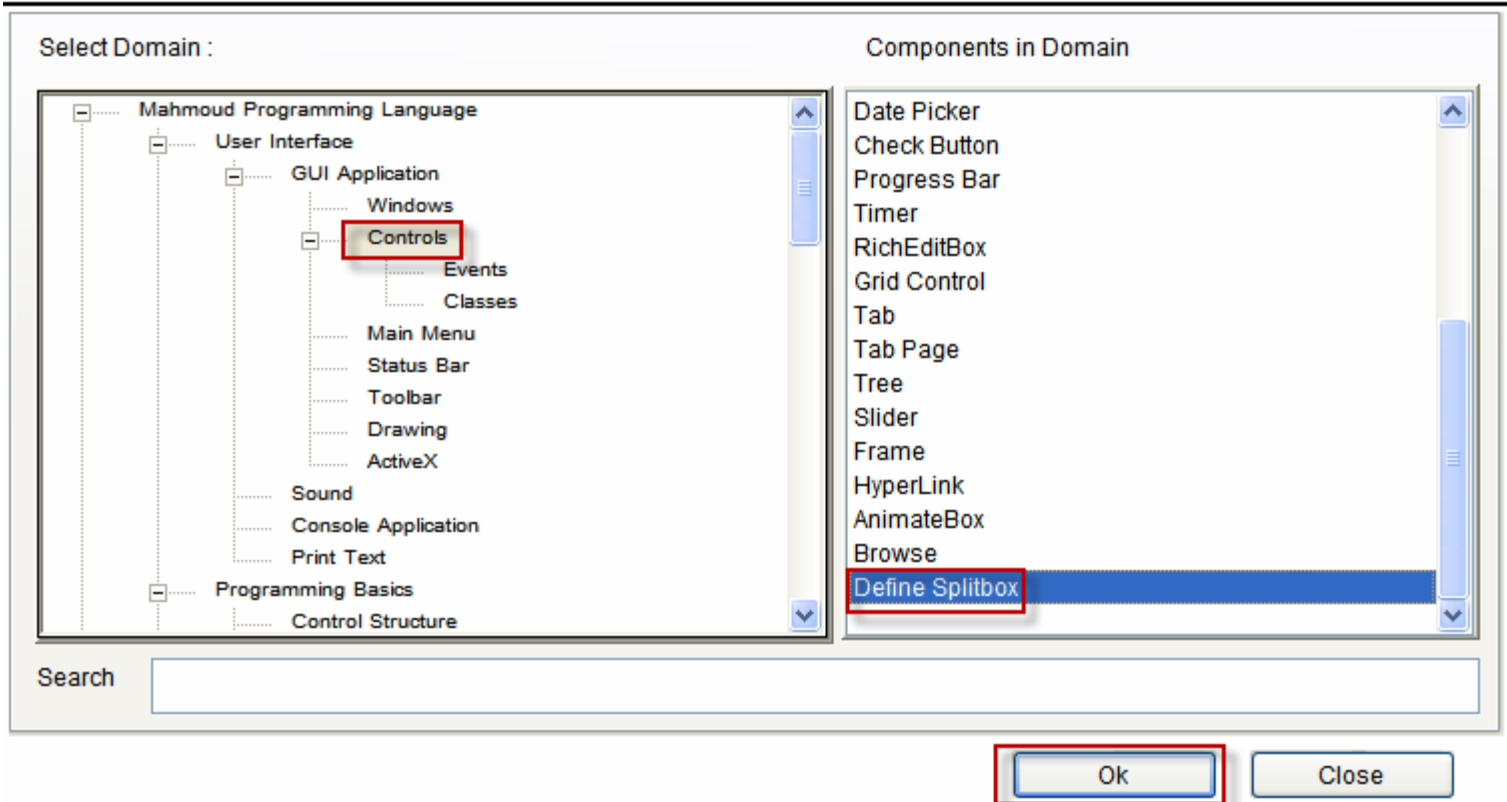 Select Domain :
Components in Domain
Mahmoud Programming Language
User Interface
GUI Application
Windows
Controls
Events
Classes
Main Menu
Status Bar
Toolbar
Drawing
ActiveX
Sound
Console Application
Print Text
Programming Basics
Control Structure
Date Picker
Check Button
Progress Bar
Timer
RichEditBox
Grid Control
Tab
Tab Page
Tree
Slider
Frame
HyperLink
AnimateBox
Browse
Define Splitbox
Search
Ok
Close